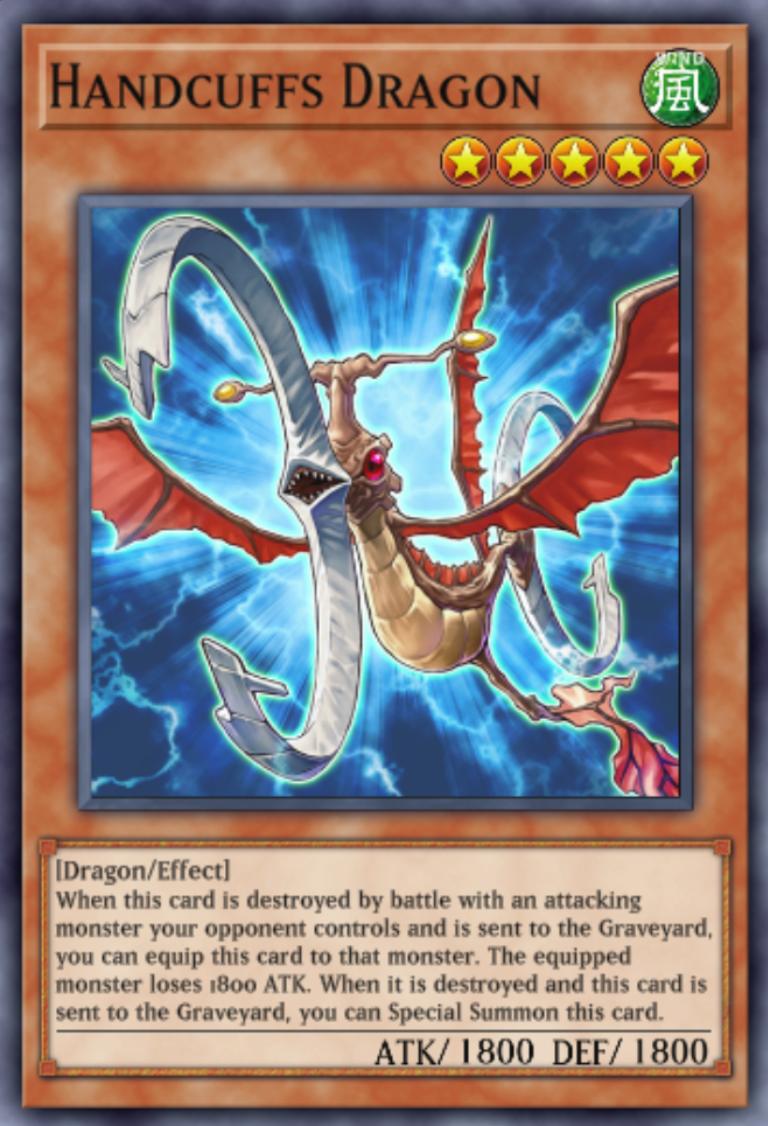 Handcuffs Dragon
WIND
風
[Dragon/Effect]
When this card is destroyed by battle with an attacking
monster your opponent controls and is sent to the Graveyard,
you can equip this card to that monster. The equipped
monster loses 1800 ATK. When it is destroyed and this card is
sent to the Graveyard, you can Special Summon this card.
ATK/ 1800 DEF/ 1800